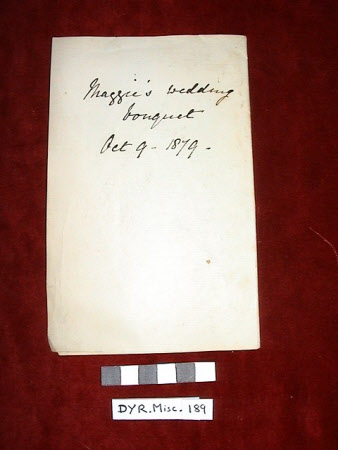 Maggie's wedding
bouquet
Oct 9 - 1879 -
DYR.Misc. 189